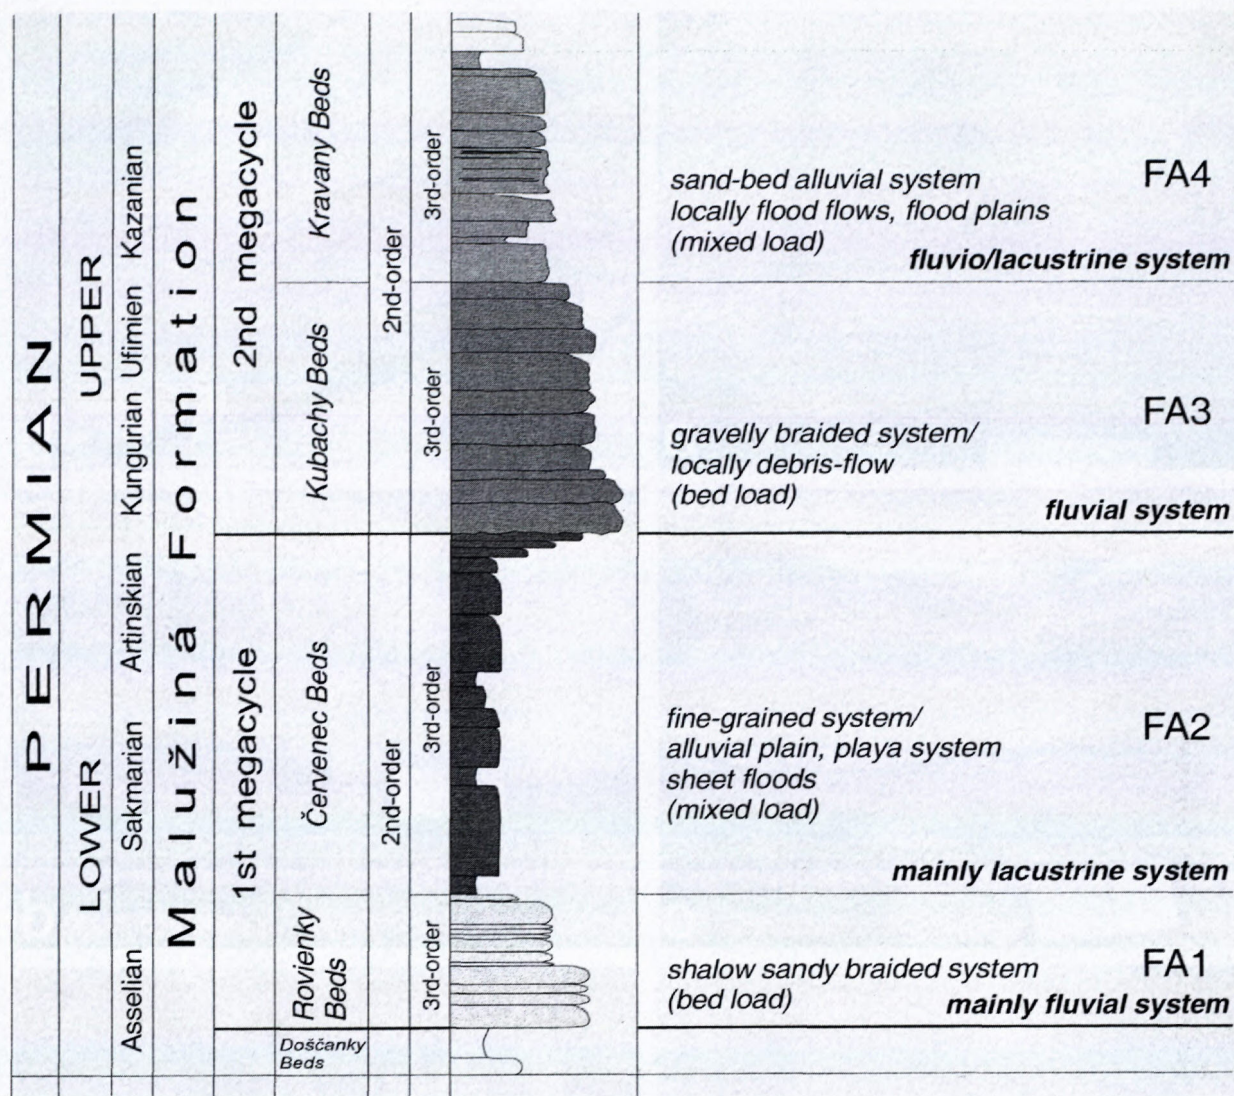 PERMIAN
UPPER
LOWER
Kazanian
Ufimien
Kungurian
Artinskian
Sakmarian
Asselian
Malužiná Formation
2nd megacycle
1st megacycle
Kravany Beds
Kubachy Beds
Červenec Beds
Rovienky
Beds
Doščanky
Beds
2nd-order
2nd-order
3rd-order
3rd-order
3rd-order
3rd-order
FA4
sand-bed alluvial system
locally flood flows, flood plains
(mixed load)
fluvio/lacustrine system
FA3
gravelly braided system/
locally debris-flow
(bed load)
fluvial system
FA2
fine-grained system/
alluvial plain, playa system
sheet floods
(mixed load)
mainly lacustrine system
FA1
shalow sandy braided system
(bed load)
mainly fluvial system